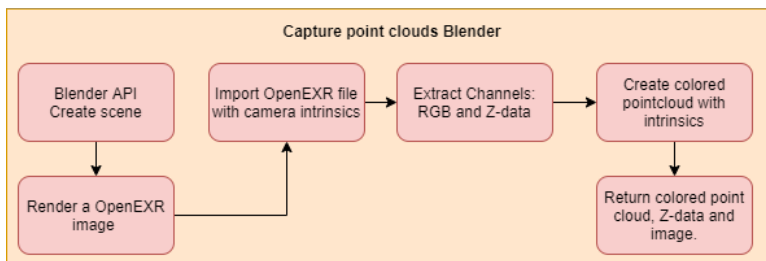 Capture point clouds Blender
Blender API
Create scene
Render a OpenEXR
image
Import OpenEXR file
with camera intrinsics
Extract Channels:
RGB and Z-data
Create colored
pointcloud with
intrinsics
Return colored point
cloud, Z-data and
image.